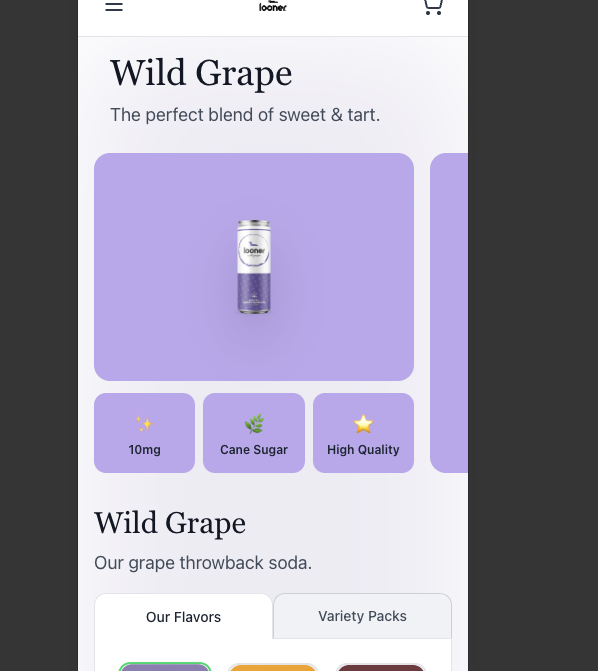 looner
Wild Grape
The perfect blend of sweet & tart.
looner
10mg
Cane Sugar
High Quality
Wild Grape
Our grape throwback soda.
Our Flavors
Variety Packs